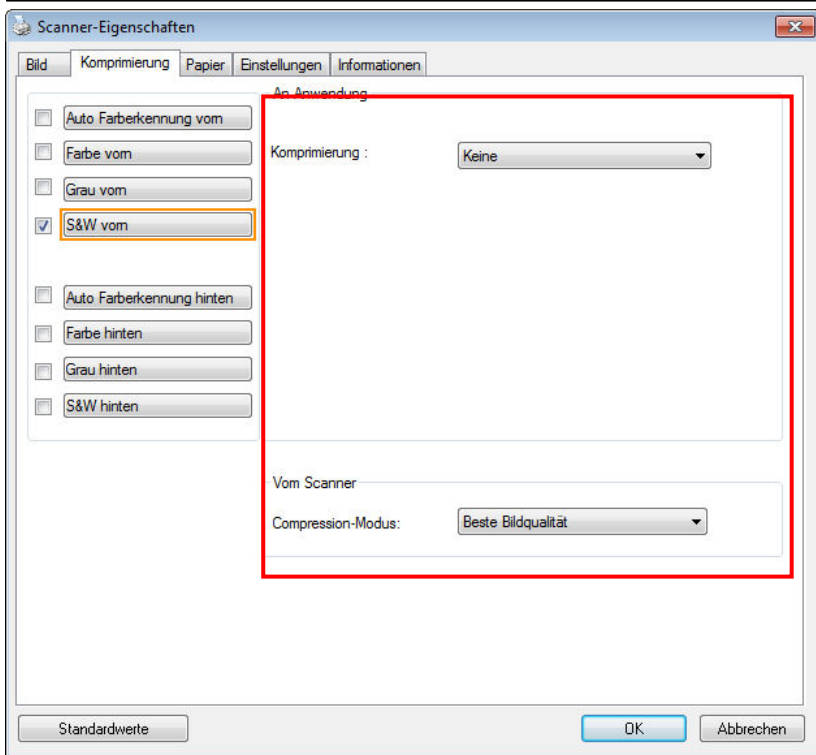 Scanner-Eigenschaften
Bild Komprimierung Papier Einstellungen Informationen
An Anwendung
Auto Farberkennung vorn
Farbe vorn
Komprimierung : Keine
Grau vorn
S&W vorn
Auto Farberkennung hinten
Farbe hinten
Grau hinten
S&W hinten
Vom Scanner
Compression-Modus: Beste Bildqualität
Standardwerte OK Abbrechen